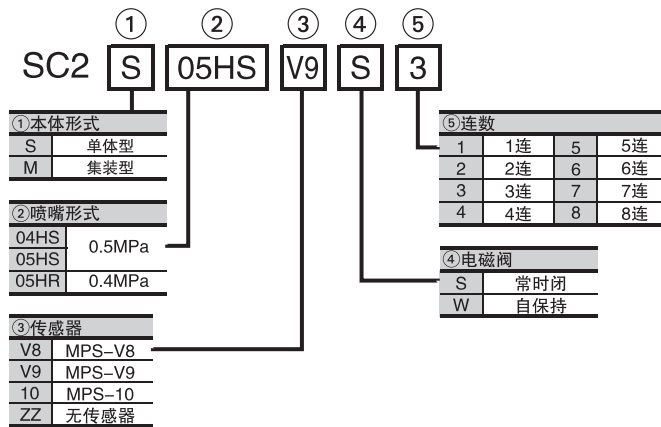 ① ② ③ ④ ⑤
SC2 S 05HS V9 S 3
①本体形式
S 单体型
M 集装型
②喷嘴形式
04HS 0.5MPa
05HS
05HR 0.4MPa
③传感器
V8 MPS–V8
V9 MPS–V9
10 MPS–10
ZZ 无传感器
⑤连数
1 1连 5 5连
2 2连 6 6连
3 3连 7 7连
4 4连 8 8连
④电磁阀
S 常时闭
W 自保持